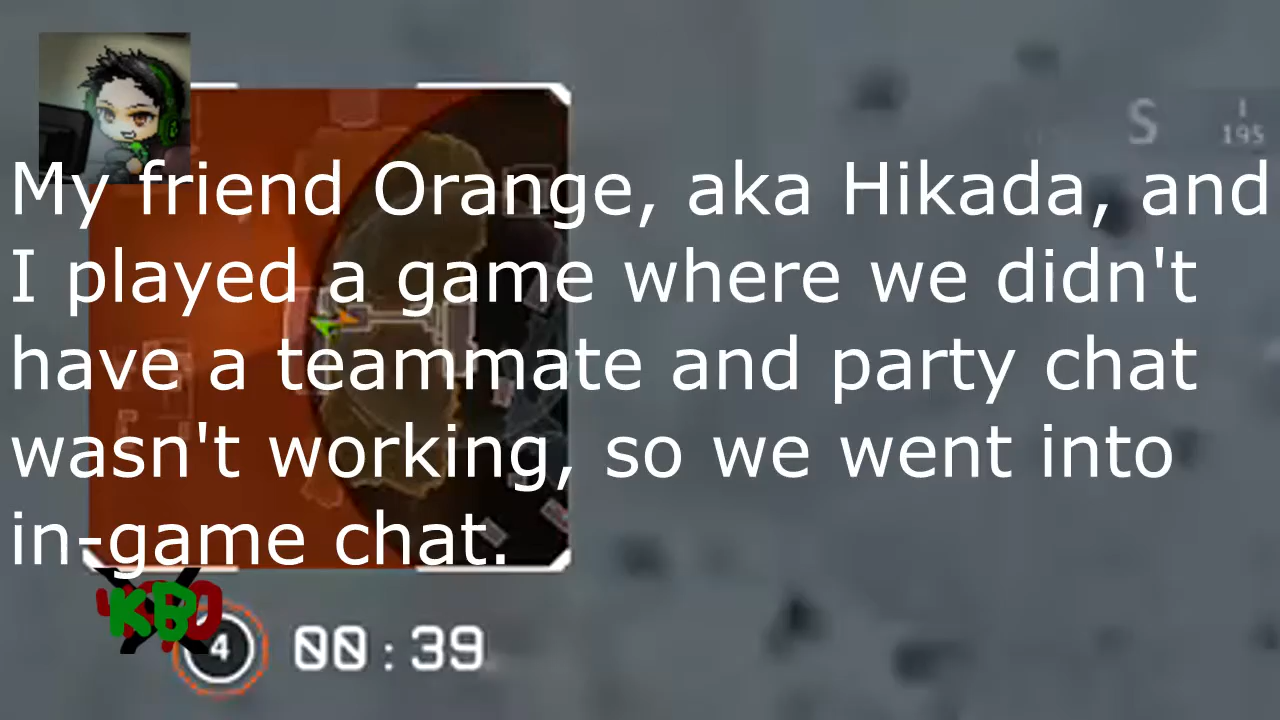 S
195
My friend Orange, aka Hikada, and
I played a game where we didn't
have a teammate and party chat
wasn't working, so we went into
in-game chat.
KBU
4
00:39